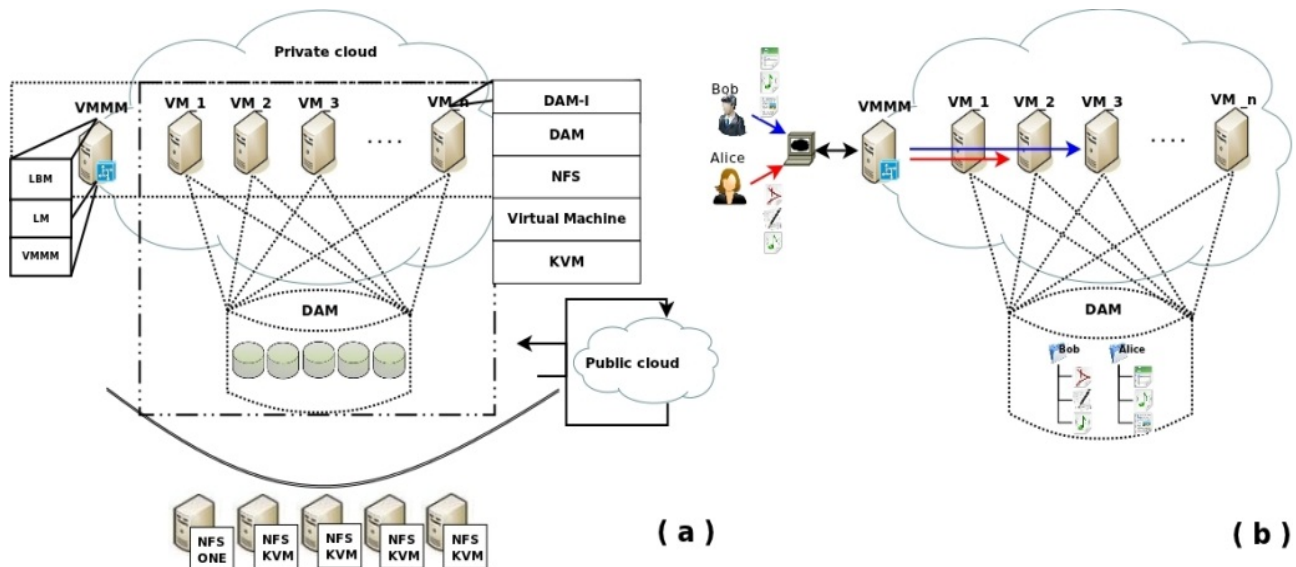 Private cloud
VMMM
VM_1
VM_2
VM_3
....
VM_n
LBM
LM
VMMM
DAM-I
DAM
NFS
Virtual Machine
KVM
DAM
Public cloud
NFS
ONE
NFS
KVM
NFS
KVM
NFS
KVM
NFS
KVM
( a )
Bob
Alice
VMMM
VM_1
VM_2
VM_3
....
VM _n
DAM
Bob
Alice
( b )